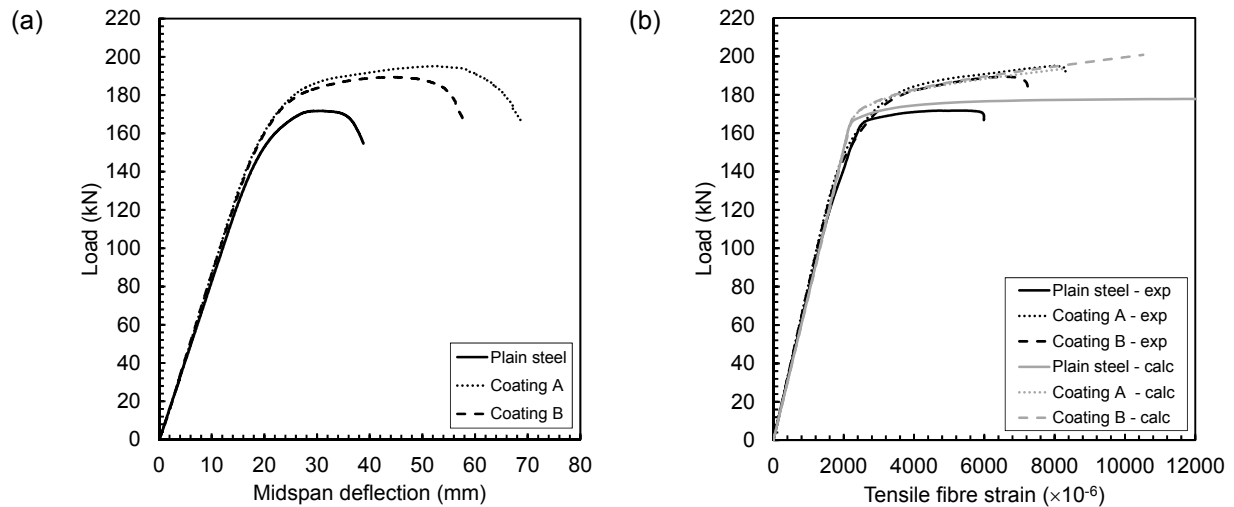 (a)
Load (kN)
220
200
180
160
140
120
100
80
60
40
20
0
0 10 20 30 40 50 60 70 80
Midspan deflection (mm)
Plain steel
Coating A
Coating B
(b)
Load (kN)
220
200
180
160
140
120
100
80
60
40
20
0
0 2000 4000 6000 8000 10000 12000
Tensile fibre strain (×10⁻⁶)
Plain steel - exp
Coating A - exp
Coating B - exp
Plain steel - calc
Coating A - calc
Coating B - calc